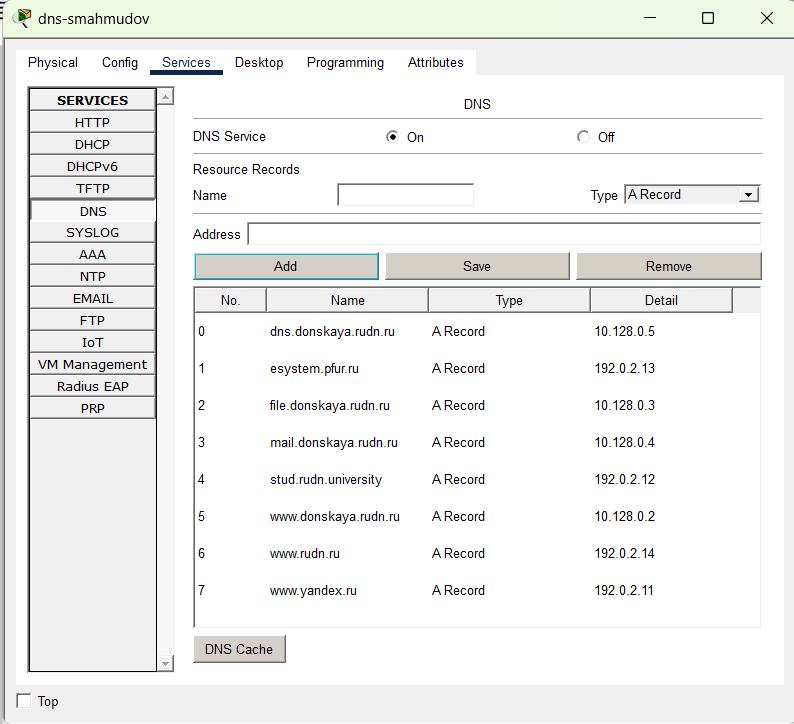 dns-smahmudov
Physical Config Services Desktop Programming Attributes
SERVICES
HTTP
DHCP
DHCPv6
TFTP
DNS
SYSLOG
AAA
NTP
EMAIL
FTP
IoT
VM Management
Radius EAP
PRP
DNS
DNS Service On Off
Resource Records
Name Type A Record
Address
Add Save Remove
No. Name Type Detail
0 dns.donskaya.rudn.ru A Record 10.128.0.5
1 esystem.pfur.ru A Record 192.0.2.13
2 file.donskaya.rudn.ru A Record 10.128.0.3
3 mail.donskaya.rudn.ru A Record 10.128.0.4
4 stud.rudn.university A Record 192.0.2.12
5 www.donskaya.rudn.ru A Record 10.128.0.2
6 www.rudn.ru A Record 192.0.2.14
7 www.yandex.ru A Record 192.0.2.11
DNS Cache
Top